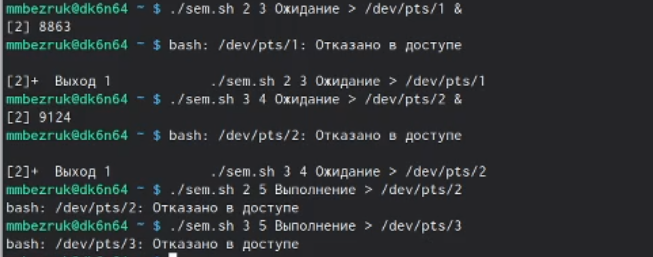 mmbezruk@dk6n64 ~ $ ./sem.sh 2 3 Ожидание > /dev/pts/1 &
[2] 8863
mmbezruk@dk6n64 ~ $ bash: /dev/pts/1: Отказано в доступе
[2]+  Выход 1            ./sem.sh 2 3 Ожидание > /dev/pts/1
mmbezruk@dk6n64 ~ $ ./sem.sh 3 4 Ожидание > /dev/pts/2 &
[2] 9124
mmbezruk@dk6n64 ~ $ bash: /dev/pts/2: Отказано в доступе
[2]+  Выход 1            ./sem.sh 3 4 Ожидание > /dev/pts/2
mmbezruk@dk6n64 ~ $ ./sem.sh 2 5 Выполнение > /dev/pts/2
bash: /dev/pts/2: Отказано в доступе
mmbezruk@dk6n64 ~ $ ./sem.sh 3 5 Выполнение > /dev/pts/3
bash: /dev/pts/3: Отказано в доступе